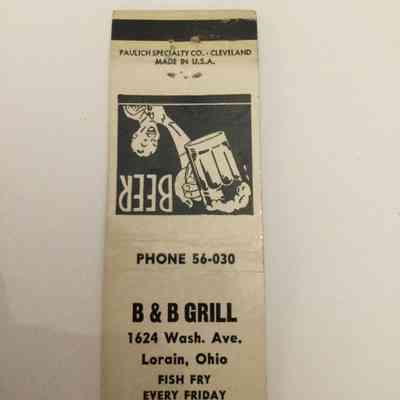 PAULICH SPECIALTY CO. - CLEVELAND
MADE IN U.S.A.
BEER
PHONE 56-030
B & B GRILL
1624 Wash. Ave.
Lorain, Ohio
FISH FRY
EVERY FRIDAY